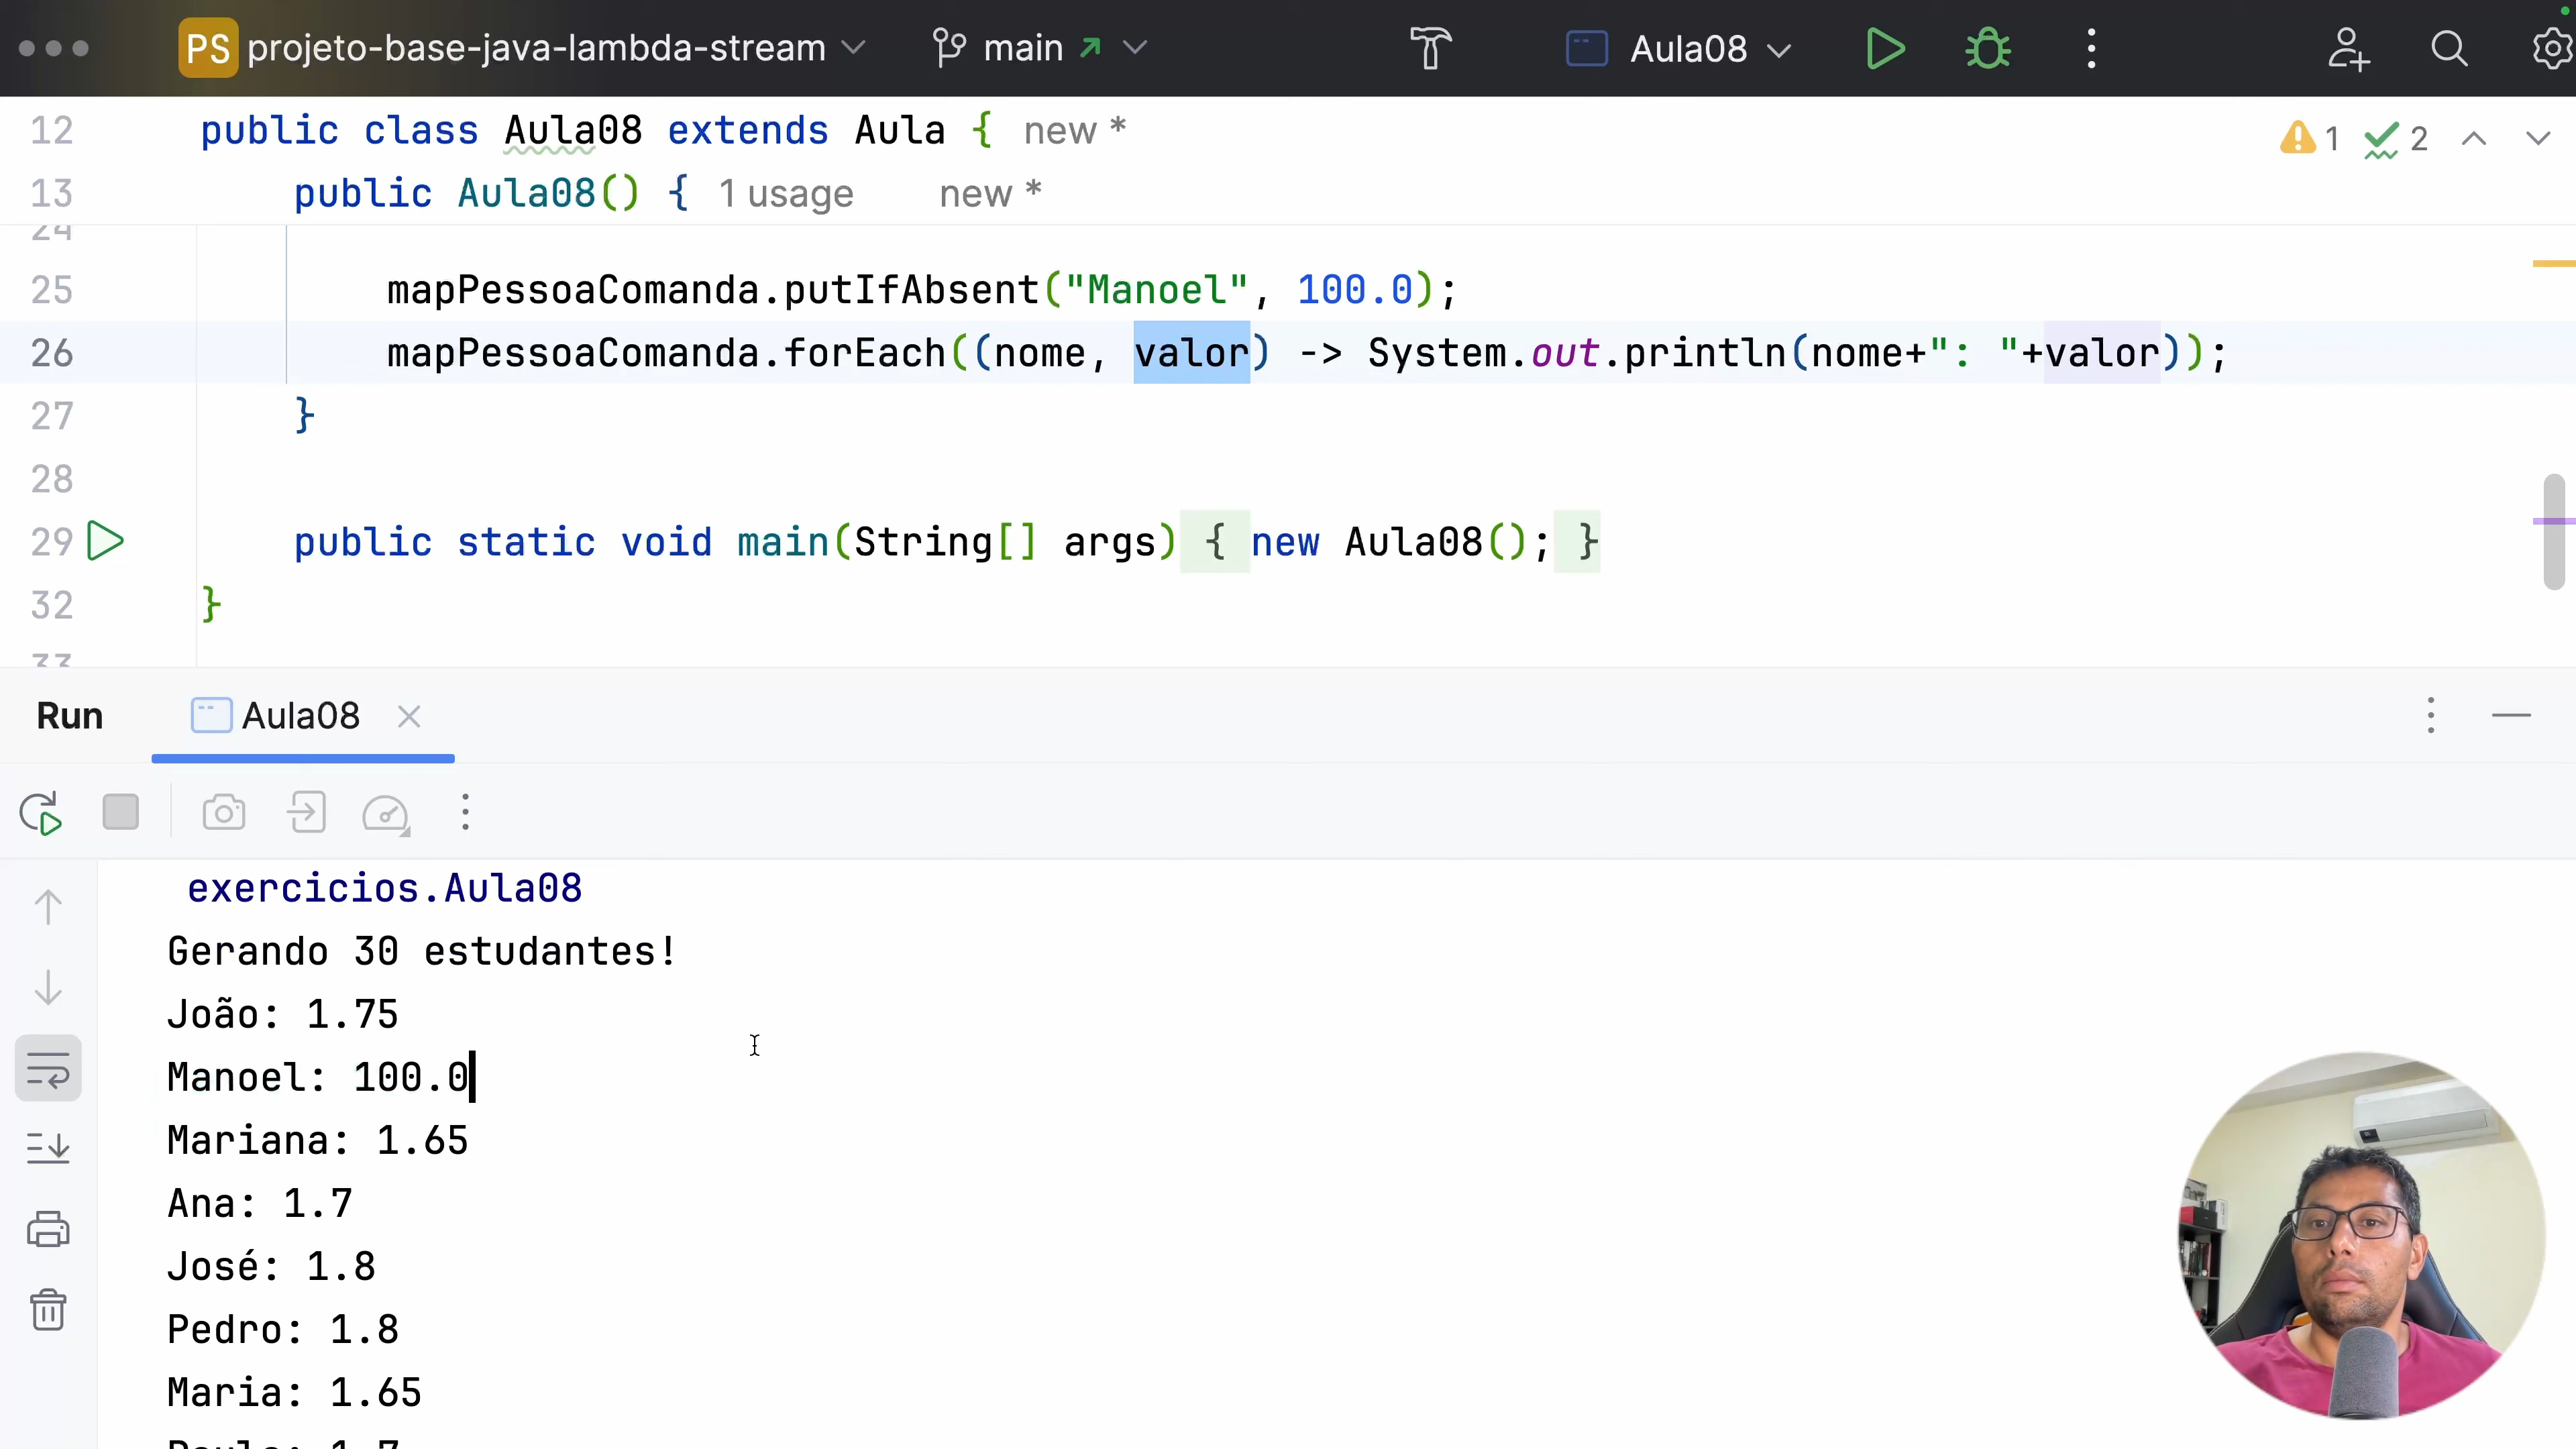 PS projeto-base-java-lambda-stream main Aula08
12 public class Aula08 extends Aula { new *
1 2
13 public Aula08() { 1 usage new *
24
25 mapPessoaComanda.putIfAbsent("Manoel", 100.0);
26 mapPessoaComanda.forEach((nome, valor) -> System.out.println(nome+": "+valor));
27 }
28
29 public static void main(String[] args) { new Aula08(); }
32 }
33
Run Aula08
exercicios.Aula08
Gerando 30 estudantes!
João: 1.75
Manoel: 100.0
Mariana: 1.65
Ana: 1.7
José: 1.8
Pedro: 1.8
Maria: 1.65